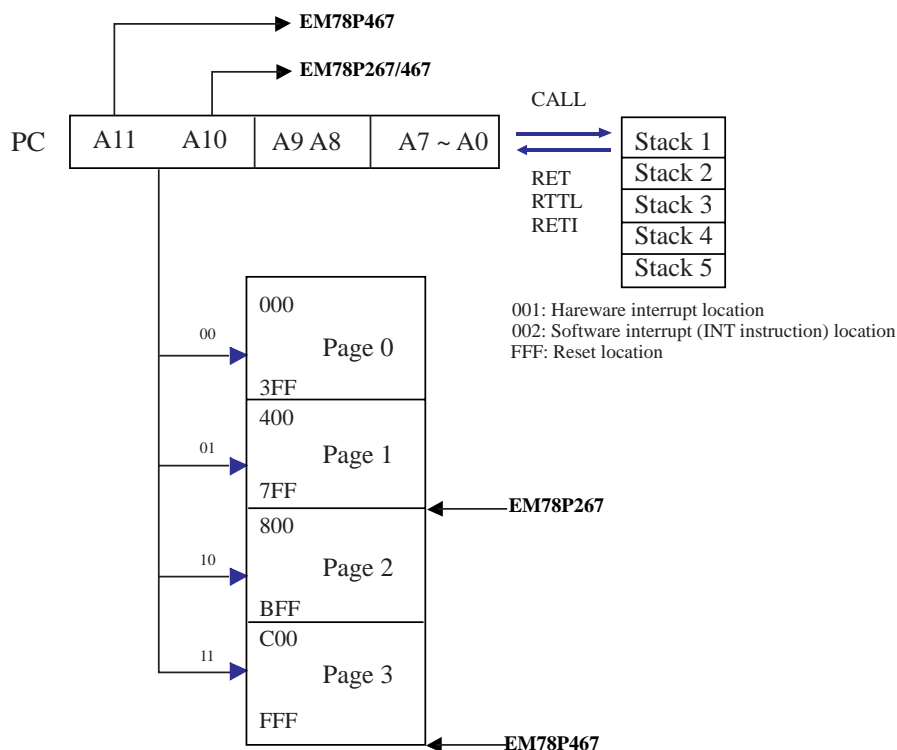 EM78P467
EM78P267/467
PC
A11 A10 A9 A8 A7 ~ A0
CALL
RET
RTTL
RETI
Stack 1
Stack 2
Stack 3
Stack 4
Stack 5
001: Hareware interrupt location
002: Software interrupt (INT instruction) location
FFF: Reset location
00
000
Page 0
3FF
01
400
Page 1
7FF
EM78P267
10
800
Page 2
BFF
11
C00
Page 3
FFF
EM78P467